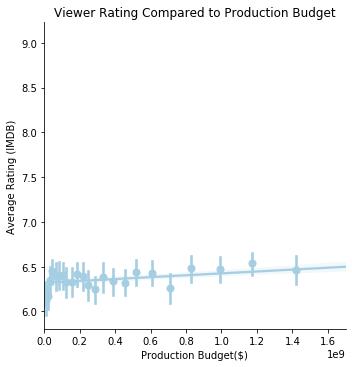 Viewer Rating Compared to Production Budget
9.0
8.5
8.0
7.5
7.0
6.5
6.0
Average Rating (IMDB)
0.0 0.2 0.4 0.6 0.8 1.0 1.2 1.4 1.6
1e9
Production Budget($)